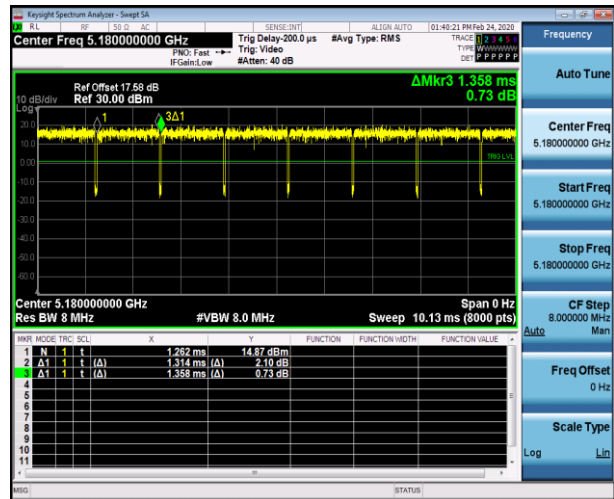 Keysight Spectrum Analyzer - Swept SA
RL RF 50 Ω AC SENSE:INT ALIGN AUTO 01:40:21 PM Feb 24, 2020
Center Freq 5.180000000 GHz
PNO: Fast
IFGain:Low
Trig Delay-200.0 µs
Trig: Video
#Atten: 40 dB
#Avg Type: RMS
TRACE 1 2 3 4 5 6
TYPE WWWWWW
DET P P P P P P
ΔMkr3 1.358 ms
0.73 dB
10 dB/div
Log
Ref Offset 17.58 dB
Ref 30.00 dBm
1
3Δ1
20.0
10.0
0.00
TRIG LVL
-10.0
-20.0
-30.0
-40.0
-50.0
-60.0
Center 5.180000000 GHz Span 0 Hz
Res BW 8 MHz #VBW 8.0 MHz Sweep 10.13 ms (8000 pts)
MKR MODE TRC SCL X Y FUNCTION FUNCTION WIDTH FUNCTION VALUE
1 N 1 t 1.262 ms 14.87 dBm
2 Δ1 1 t (Δ) 1.314 ms (Δ) 2.10 dB
3 Δ1 1 t (Δ) 1.358 ms (Δ) 0.73 dB
4
5
6
7
8
9
10
11
MSG STATUS
Frequency
Auto Tune
Center Freq
5.180000000 GHz
Start Freq
5.180000000 GHz
Stop Freq
5.180000000 GHz
CF Step
8.000000 MHz
Auto Man
Freq Offset
0 Hz
Scale Type
Log Lin